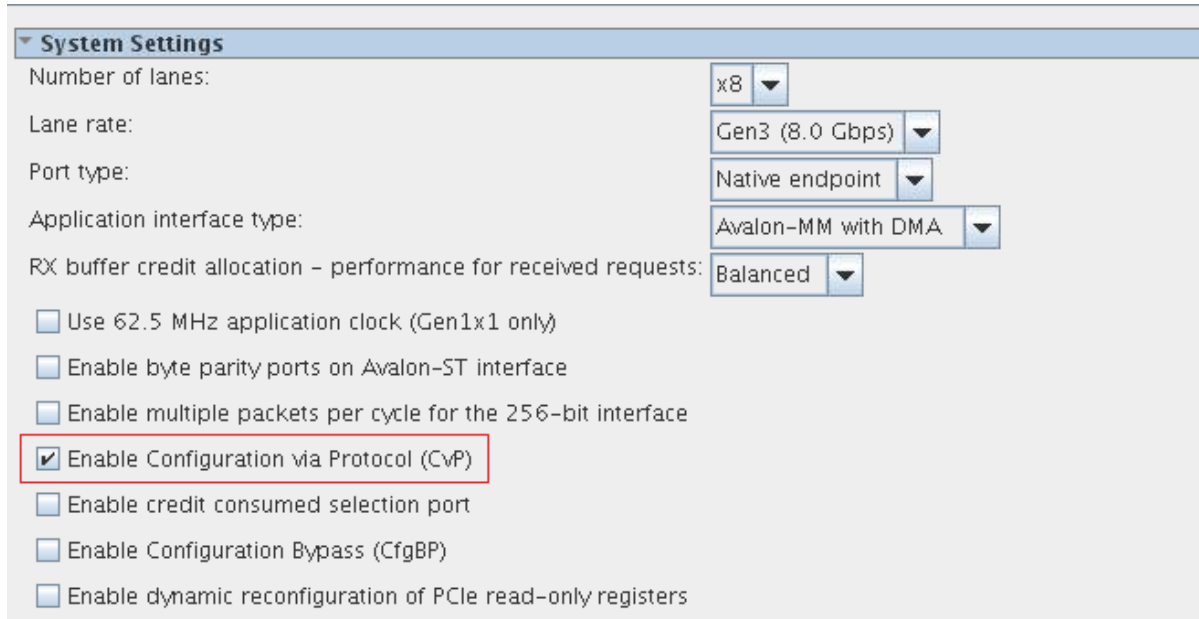 System Settings
Number of lanes: x8
Lane rate: Gen3 (8.0 Gbps)
Port type: Native endpoint
Application interface type: Avalon-MM with DMA
RX buffer credit allocation - performance for received requests: Balanced
Use 62.5 MHz application clock (Gen1x1 only)
Enable byte parity ports on Avalon-ST interface
Enable multiple packets per cycle for the 256-bit interface
Enable Configuration via Protocol (CvP)
Enable credit consumed selection port
Enable Configuration Bypass (CfgBP)
Enable dynamic reconfiguration of PCIe read-only registers